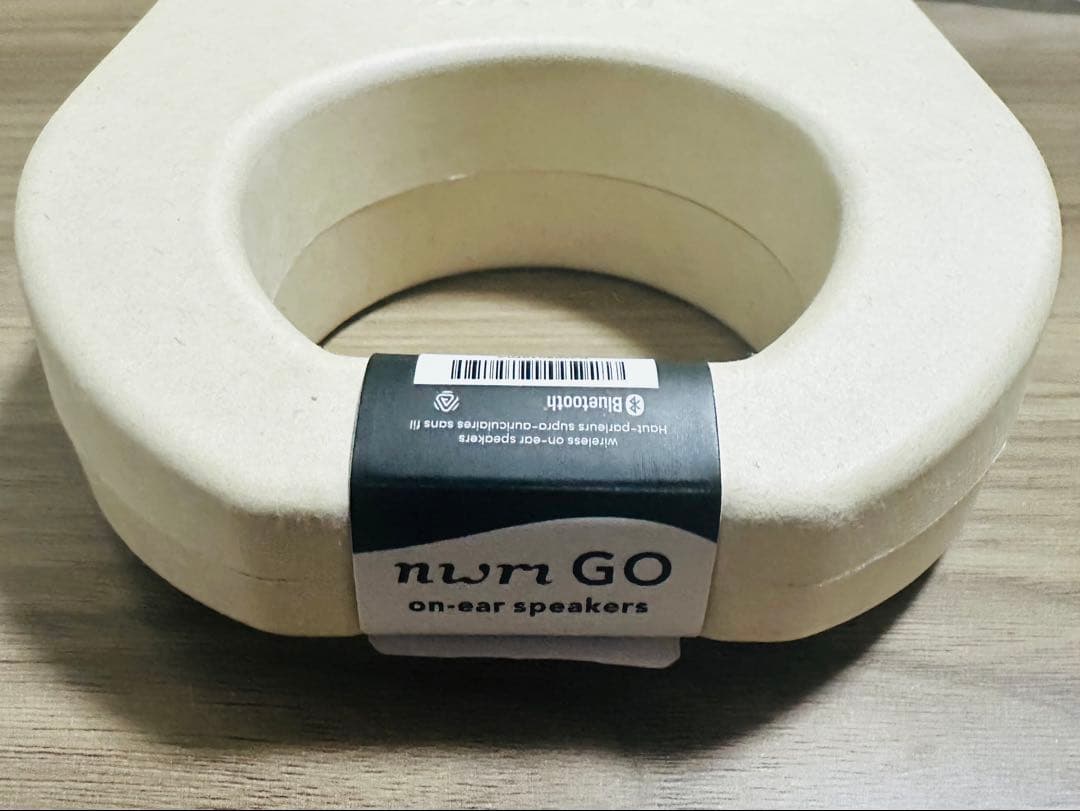 nwm GO
on-ear speakers
wireless on-ear speakers
Haut-parleurs supra-auriculaires sans fil
Bluetooth®